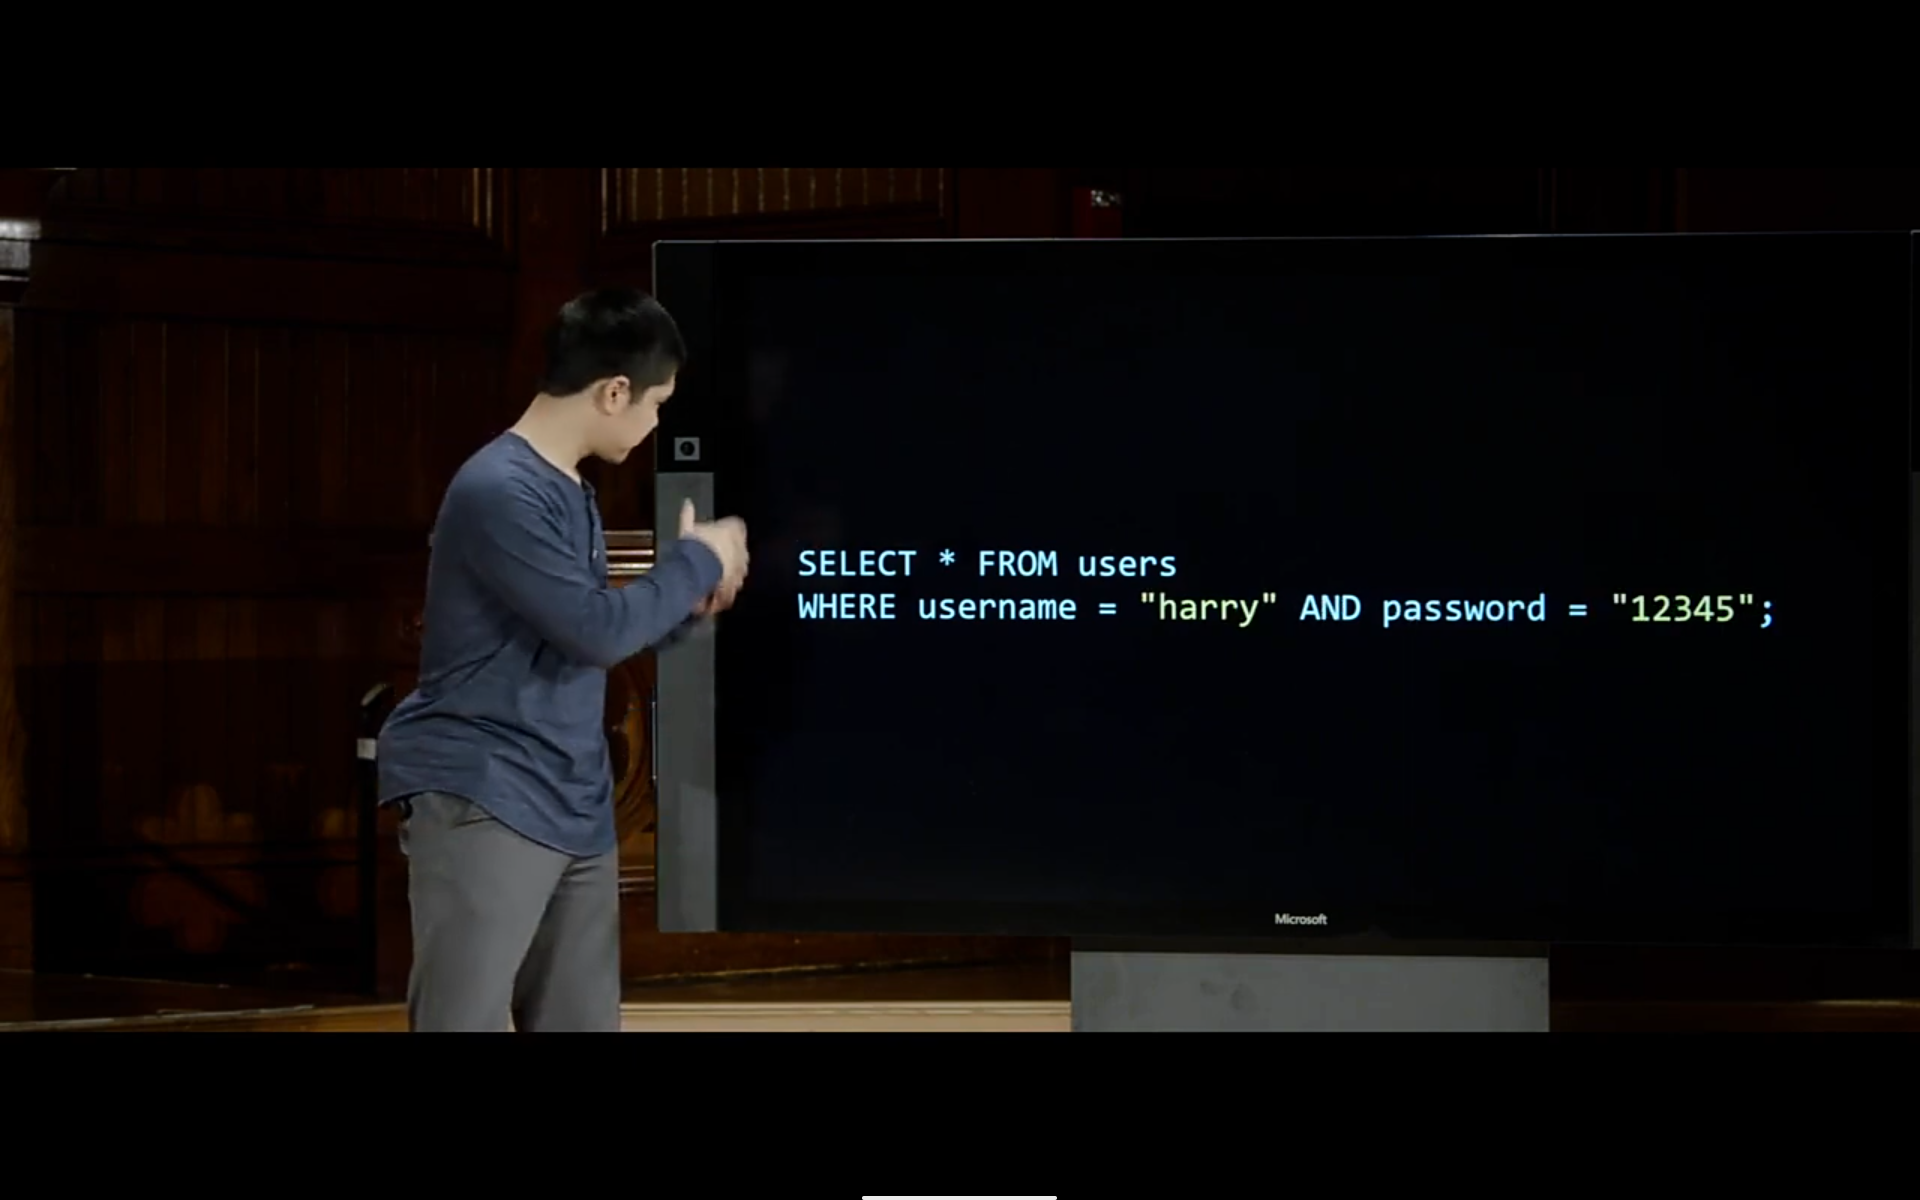 SELECT * FROM users
WHERE username = "harry" AND password = "12345";
Microsoft